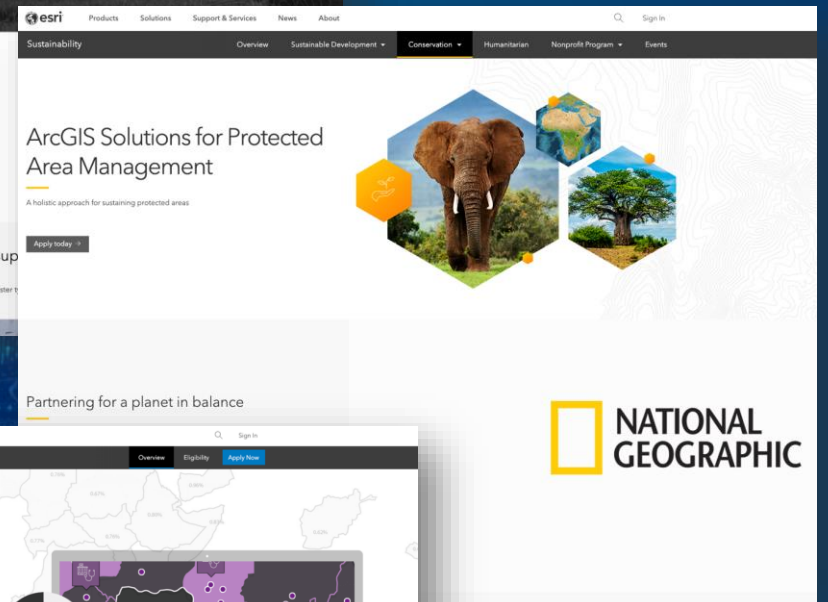 esri
Products Solutions Support & Services News About Sign In
Sustainability Overview Sustainable Development Conservation Humanitarian Nonprofit Program Events
ArcGIS Solutions for Protected
Area Management
A holistic approach for sustaining protected areas
Apply today
Partnering for a planet in balance
NATIONAL
GEOGRAPHIC
Sign In
Overview Eligibility Apply Now